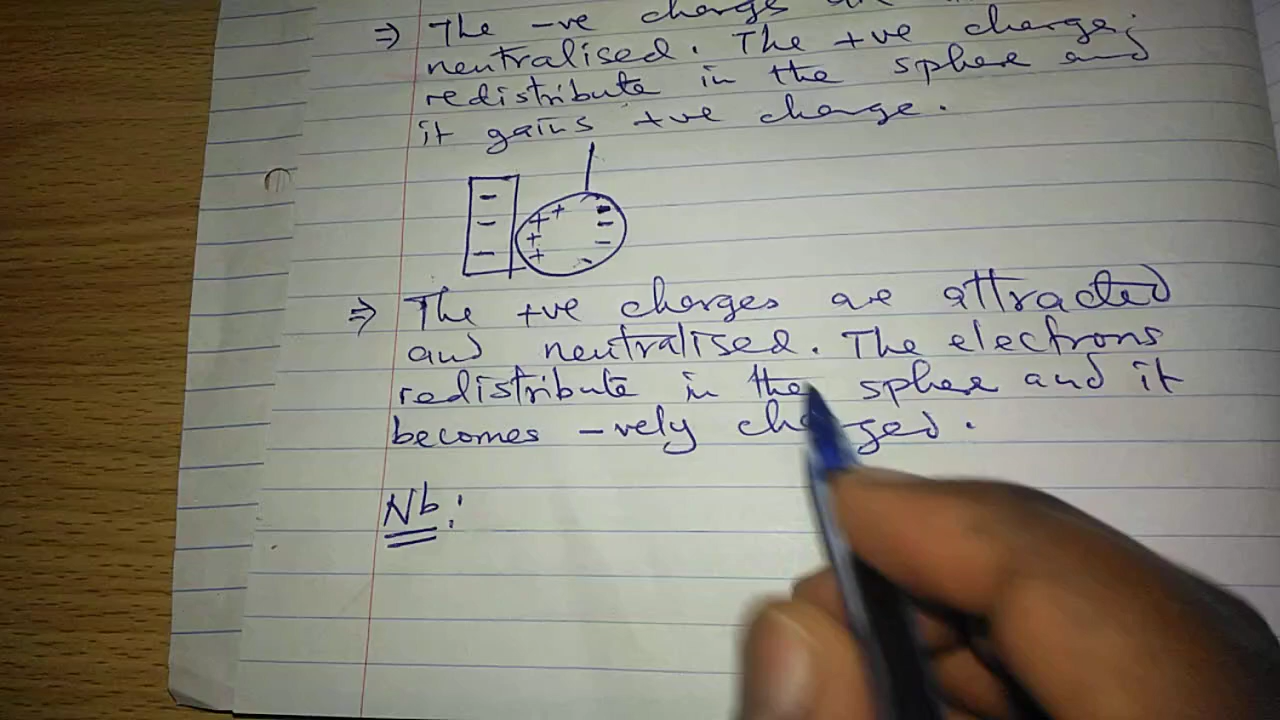 ⇒ The -ve charge are
neutralised. The +ve charges
redistribute in the sphere and
it gains +ve charge.
⇒ The +ve charges are attracted
and neutralised. The electrons
redistribute in the sphere and it
becomes -vely charged.
Nb: